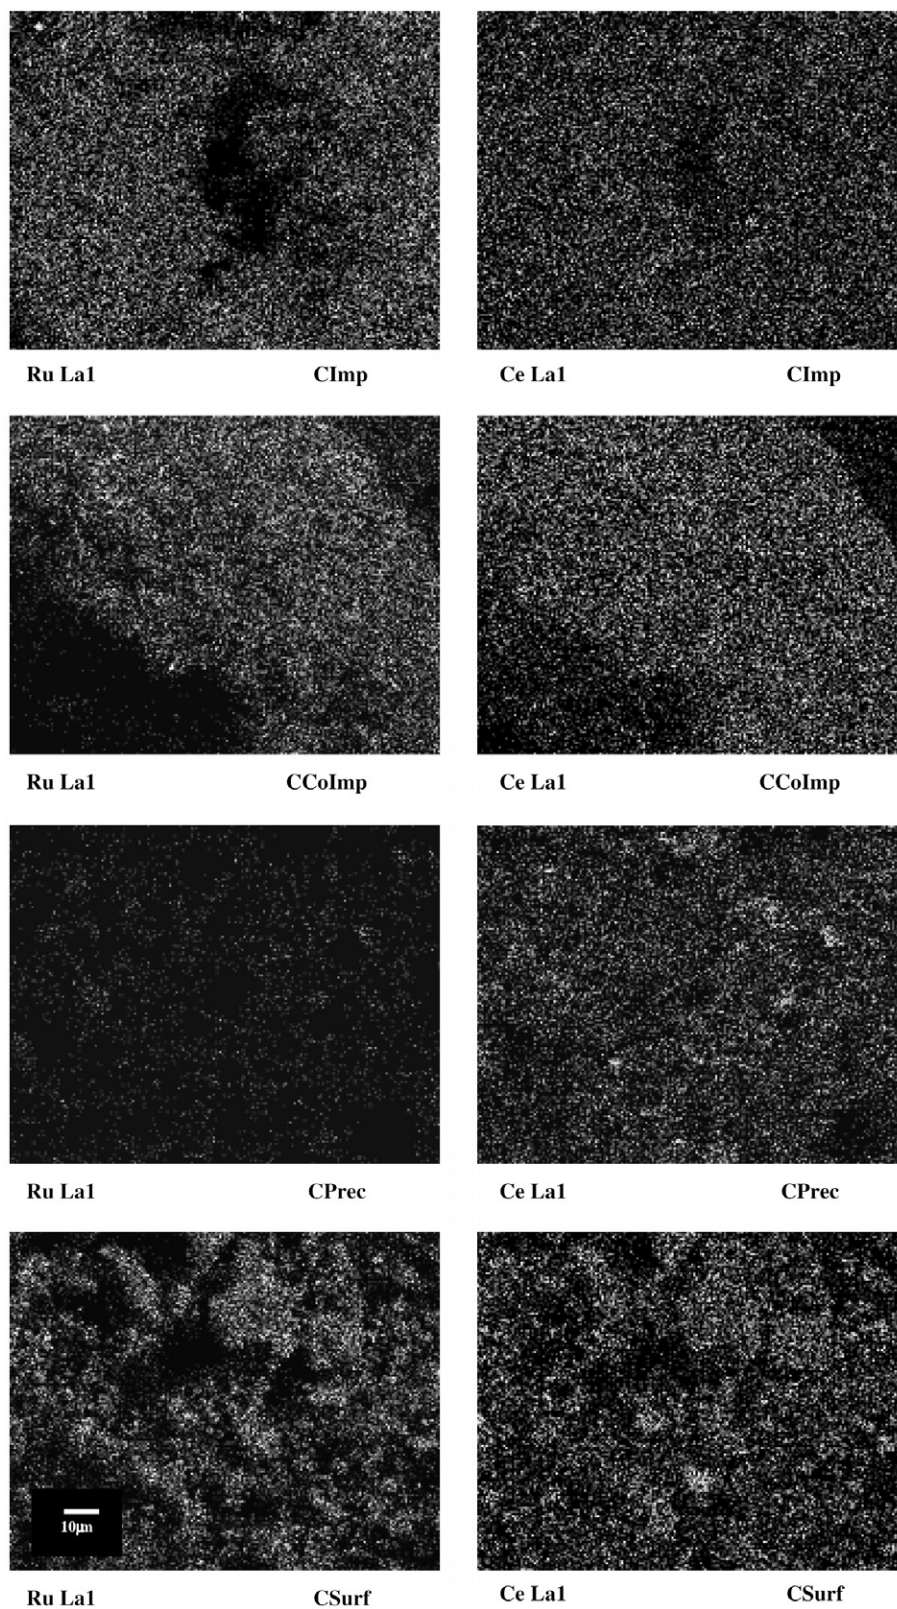 Ru La1 CImp Ce La1 CImp
Ru La1 CCoImp Ce La1 CCoImp
Ru La1 CPrec Ce La1 CPrec
10µm
Ru La1 CSurf Ce La1 CSurf